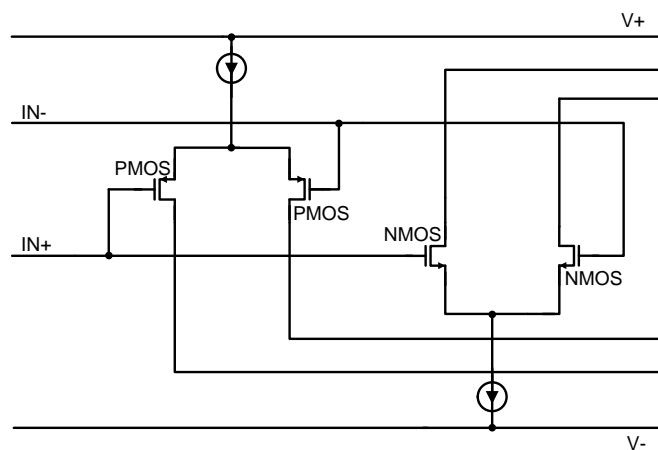 V+
IN-
PMOS
PMOS
NMOS
IN+
NMOS
V-